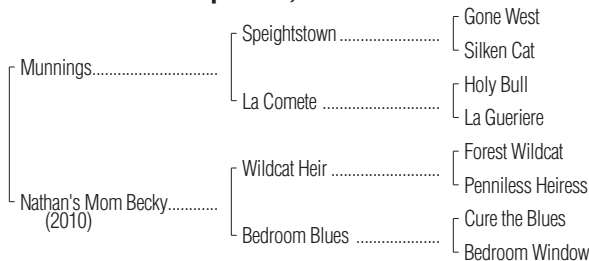 Gone West
Speightstown
Silken Cat
Munnings
Holy Bull
La Comete
La Gueriere
Forest Wildcat
Wildcat Heir
Penniless Heiress
Nathan's Mom Becky
(2010)
Cure the Blues
Bedroom Blues
Bedroom Window